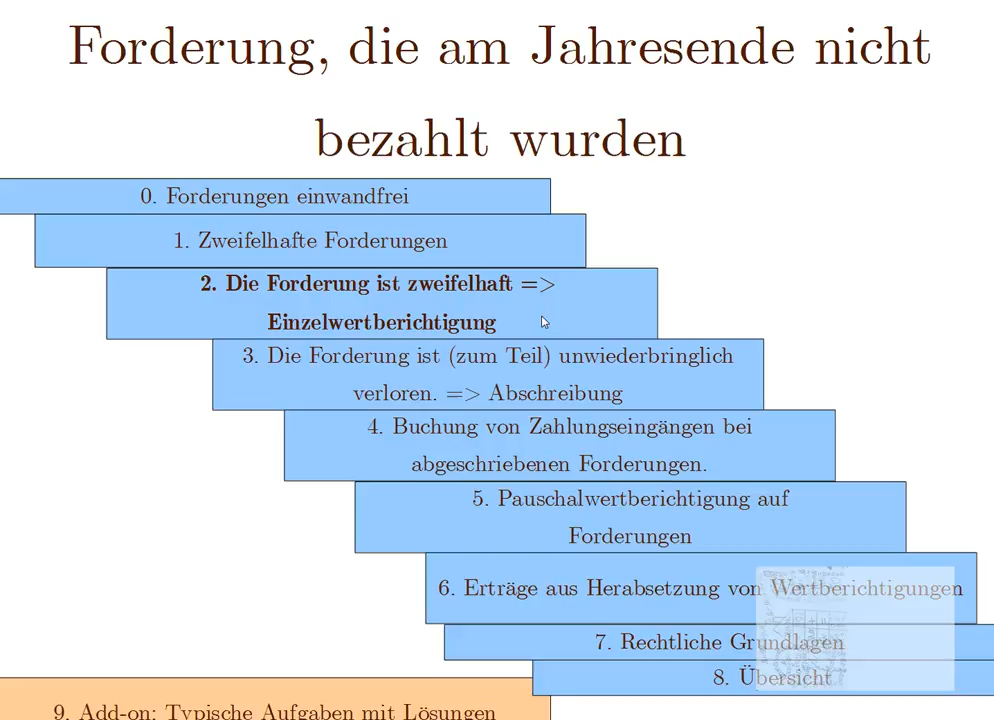 Forderung, die am Jahresende nicht
bezahlt wurden
0. Forderungen einwandfrei
1. Zweifelhafte Forderungen
2. Die Forderung ist zweifelhaft =>
Einzelwertberichtigung
3. Die Forderung ist (zum Teil) unwiederbringlich
verloren. => Abschreibung
4. Buchung von Zahlungseingängen bei
abgeschriebenen Forderungen.
5. Pauschalwertberichtigung auf
Forderungen
6. Erträge aus Herabsetzung von Wertberichtigungen
7. Rechtliche Grundlagen
8. Übersicht
9. Add-on: Typische Aufgaben mit Lösungen